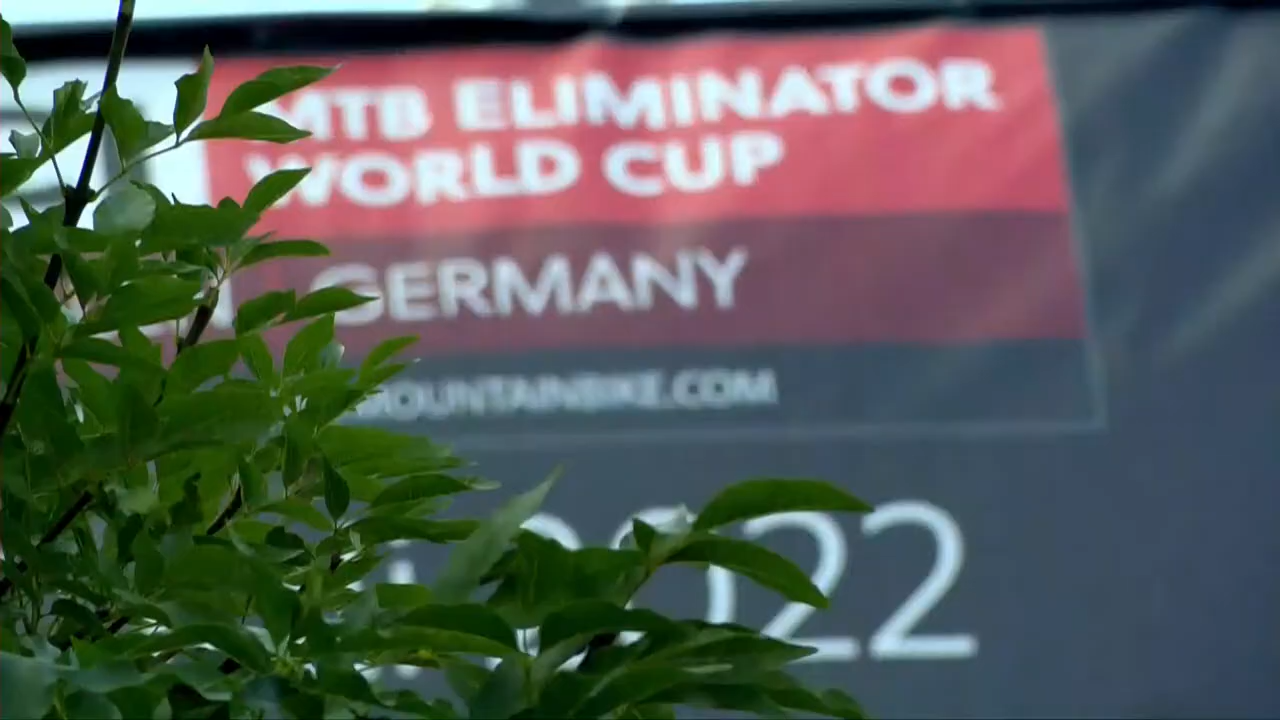 MTB ELIMINATOR
WORLD CUP
GERMANY
MOUNTAINBIKE.COM
2022